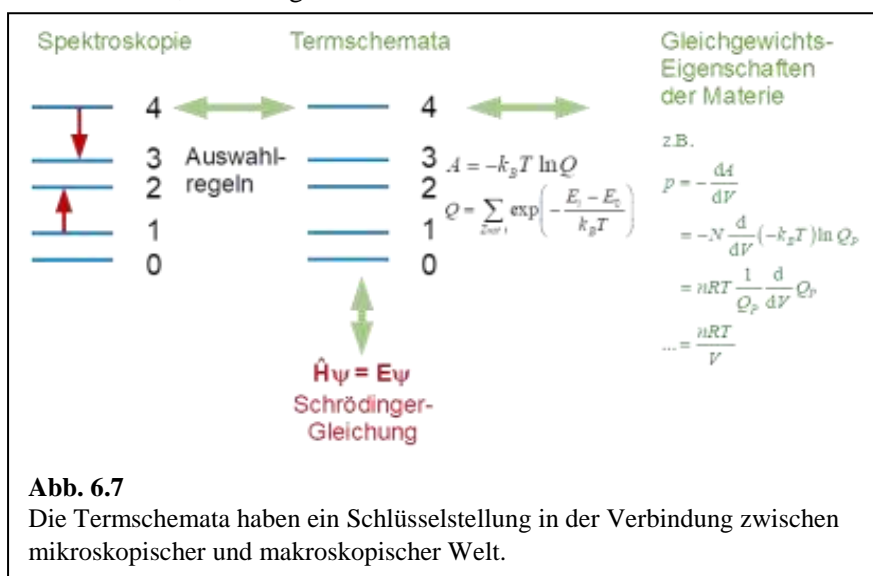 Spektroskopie
4
3
2
1
0
Auswahl-
regeln
Termschemata
4
3
2
1
0
A = −k_B T ln Q
Q = ∑ exp(− (E_i − E_0) / (k_B T))
Ĥψ = Eψ
Schrödinger-
Gleichung
Gleichgewichts-
Eigenschaften
der Materie
z.B.
p = − dA/dV
= −N d/dV (−k_B T) ln Q_P
= nRT 1/Q_P d/dV Q_P
... = nRT/V
Abb. 6.7
Die Termschemata haben ein Schlüsselstellung in der Verbindung zwischen
mikroskopischer und makroskopischer Welt.